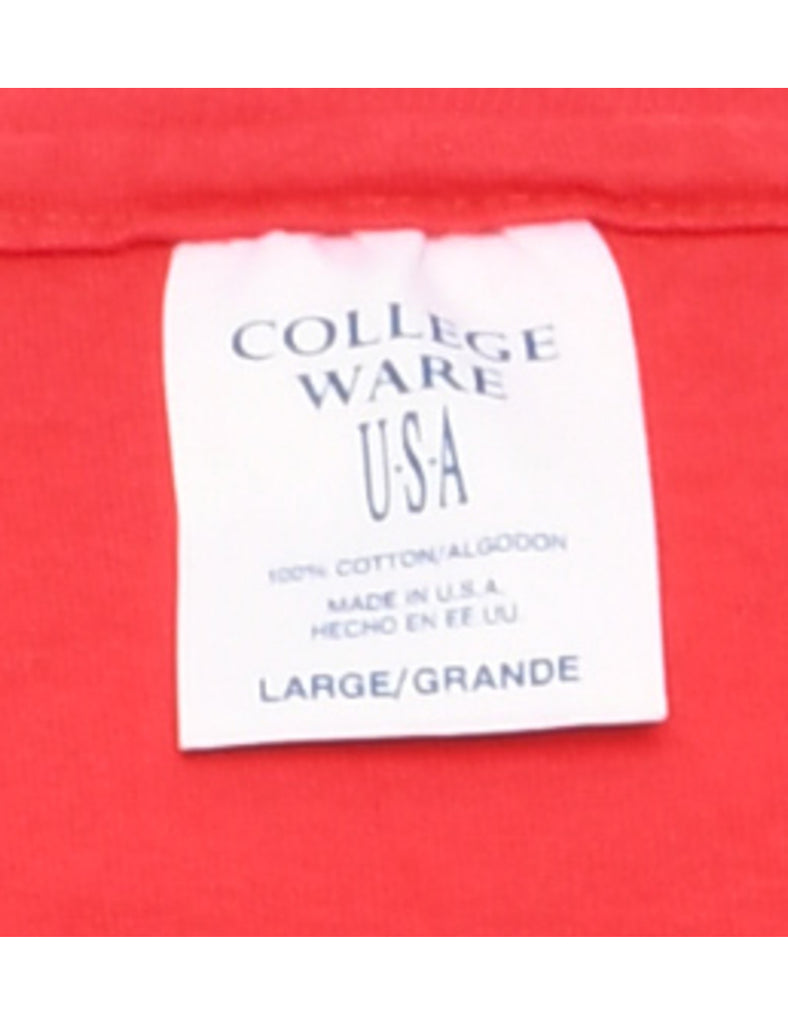 COLLEGE
WARE
U·S·A
100% COTTON/ALGODON
MADE IN U.S.A.
HECHO EN EE.UU.
LARGE/GRANDE